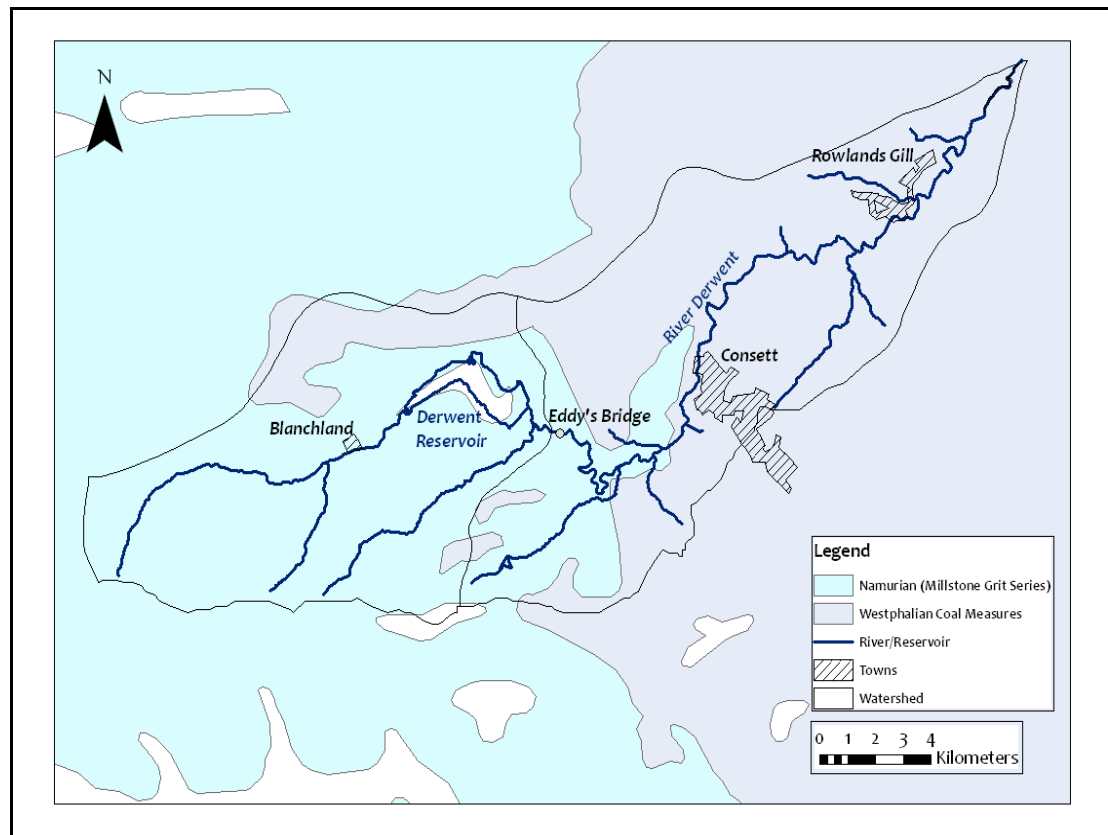 N
Rowlands Gill
River Derwent
Consett
Blanchland
Derwent
Reservoir
Eddy's Bridge
Legend
Namurian (Millstone Grit Series)
Westphalian Coal Measures
River/Reservoir
Towns
Watershed
0 1 2 3 4
Kilometers